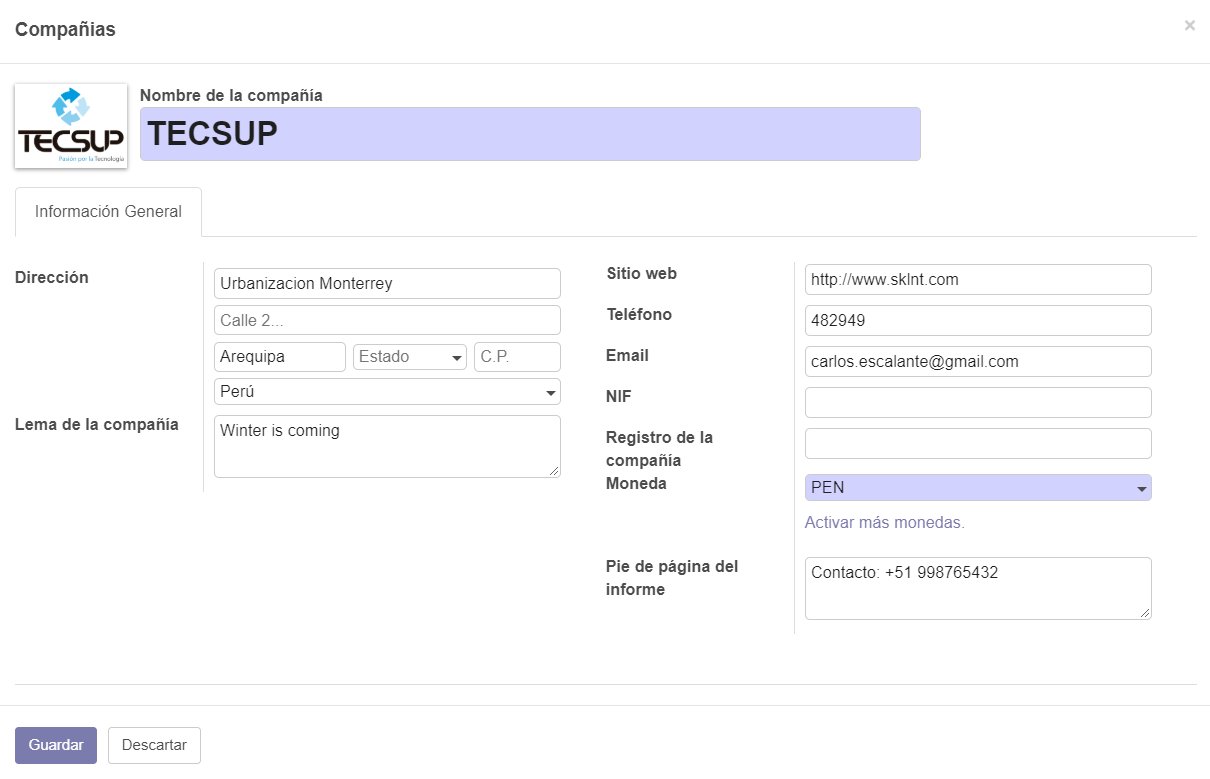 Compañias
×
TECSUP
Pasión por la Tecnología
Nombre de la compañía
TECSUP
Información General
Dirección
Urbanizacion Monterrey
Calle 2...
Arequipa Estado C.P.
Perú
Lema de la compañía
Winter is coming
Sitio web
http://www.sklnt.com
Teléfono
482949
Email
carlos.escalante@gmail.com
NIF
Registro de la
compañía
Moneda
PEN
Activar más monedas.
Pie de página del
informe
Contacto: +51 998765432
Guardar Descartar